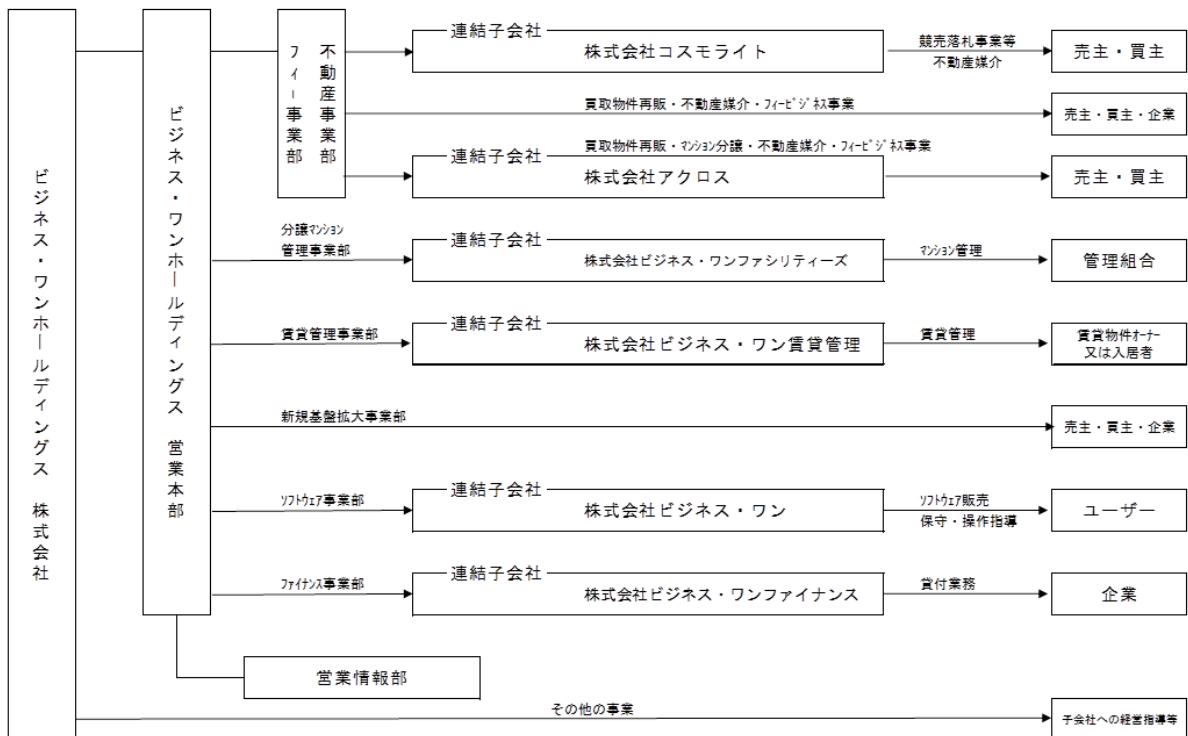 ビジネス・ワンホールディングス 株式会社
ビジネス・ワンホールディングス 営業本部
不動産事業部
フィー事業部
連結子会社
株式会社コスモライト
競売落札事業等
不動産媒介
売主・買主
買取物件再販・不動産媒介・フィービジネス事業
売主・買主・企業
買取物件再販・マンション分譲・不動産媒介・フィービジネス事業
連結子会社
株式会社アクロス
売主・買主
分譲マンション
管理事業部
連結子会社
株式会社ビジネス・ワンファシリティーズ
マンション管理
管理組合
賃貸管理事業部
連結子会社
株式会社ビジネス・ワン賃貸管理
賃貸管理
賃貸物件オーナー
又は入居者
新規基盤拡大事業部
売主・買主・企業
ソフトウェア事業部
連結子会社
株式会社ビジネス・ワン
ソフトウェア販売
保守・操作指導
ユーザー
ファイナンス事業部
連結子会社
株式会社ビジネス・ワンファイナンス
貸付業務
企業
営業情報部
その他の事業
子会社への経営指導等